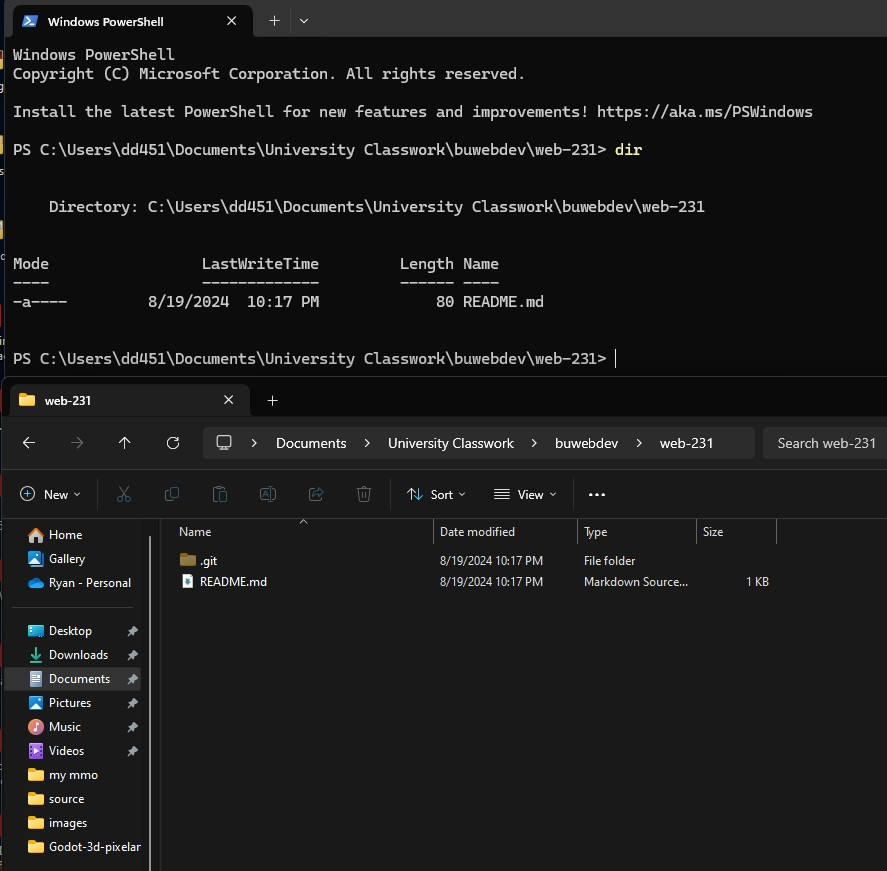 Windows PowerShell
Windows PowerShell
Copyright (C) Microsoft Corporation. All rights reserved.
Install the latest PowerShell for new features and improvements! https://aka.ms/PSWindows
PS C:\Users\dd451\Documents\University Classwork\buwebdev\web-231> dir
Directory: C:\Users\dd451\Documents\University Classwork\buwebdev\web-231
Mode LastWriteTime Length Name
---- ------------- ------ ----
-a---- 8/19/2024 10:17 PM 80 README.md
PS C:\Users\dd451\Documents\University Classwork\buwebdev\web-231>
web-231
Documents > University Classwork > buwebdev > web-231 Search web-231
New Sort View
Name Date modified Type Size
.git 8/19/2024 10:17 PM File folder
README.md 8/19/2024 10:17 PM Markdown Source... 1 KB
Home
Gallery
Ryan - Personal
Desktop
Downloads
Documents
Pictures
Music
Videos
my mmo
source
images
Godot-3d-pixelar